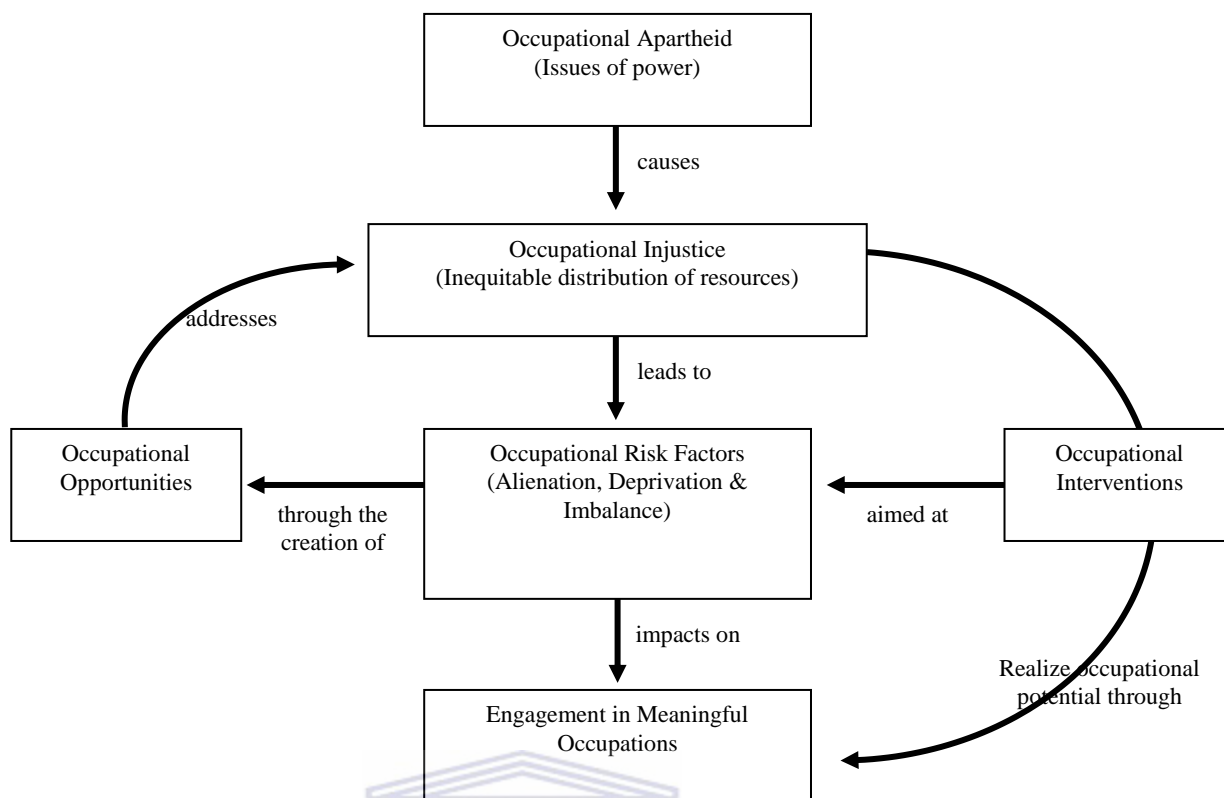 Occupational Apartheid
(Issues of power)
causes
Occupational Injustice
(Inequitable distribution of resources)
addresses
leads to
Occupational
Opportunities
Occupational Risk Factors
(Alienation, Deprivation &
Imbalance)
Occupational
Interventions
through the
creation of
aimed at
impacts on
Realize occupational
potential through
Engagement in Meaningful
Occupations